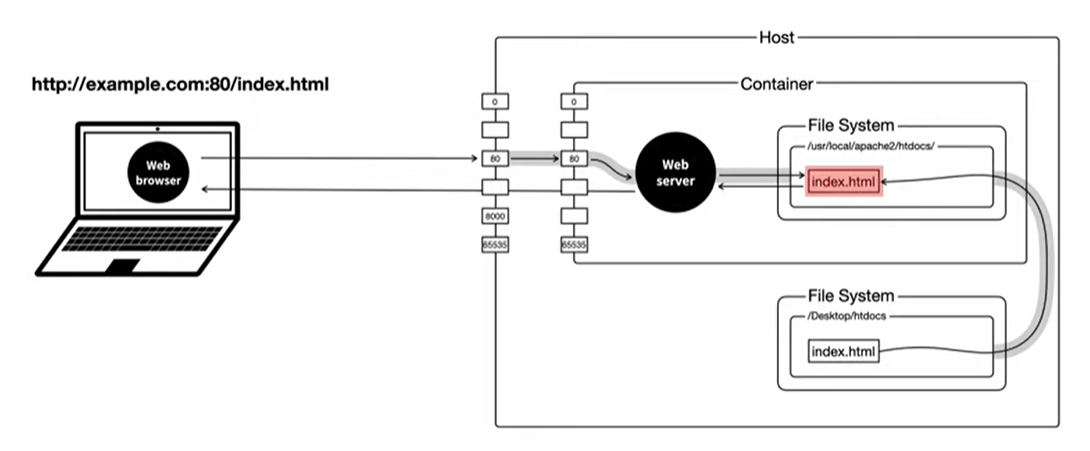 Host
http://example.com:80/index.html
Container
0
0
File System
/usr/local/apache2/htdocs/
Web
browser
80
80
Web
server
index.html
8000
65535
65535
File System
/Desktop/htdocs
index.html